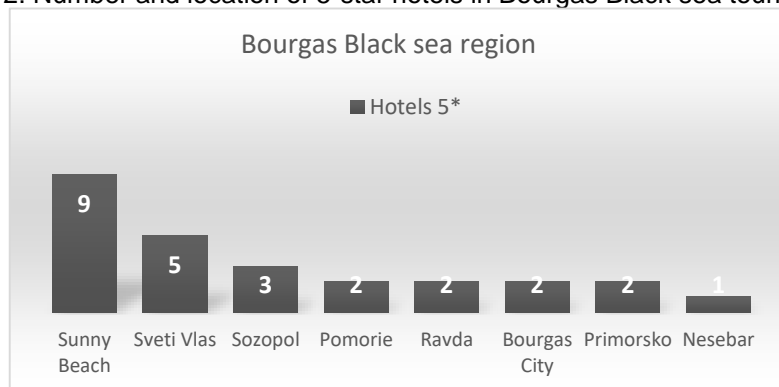 2. Number and location of 5-star hotels in Bourgas Black sea tour
Bourgas Black sea region
Hotels 5*
9
5
3
2
2
2
2
1
Sunny Beach
Sveti Vlas
Sozopol
Pomorie
Ravda
Bourgas City
Primorsko
Nesebar